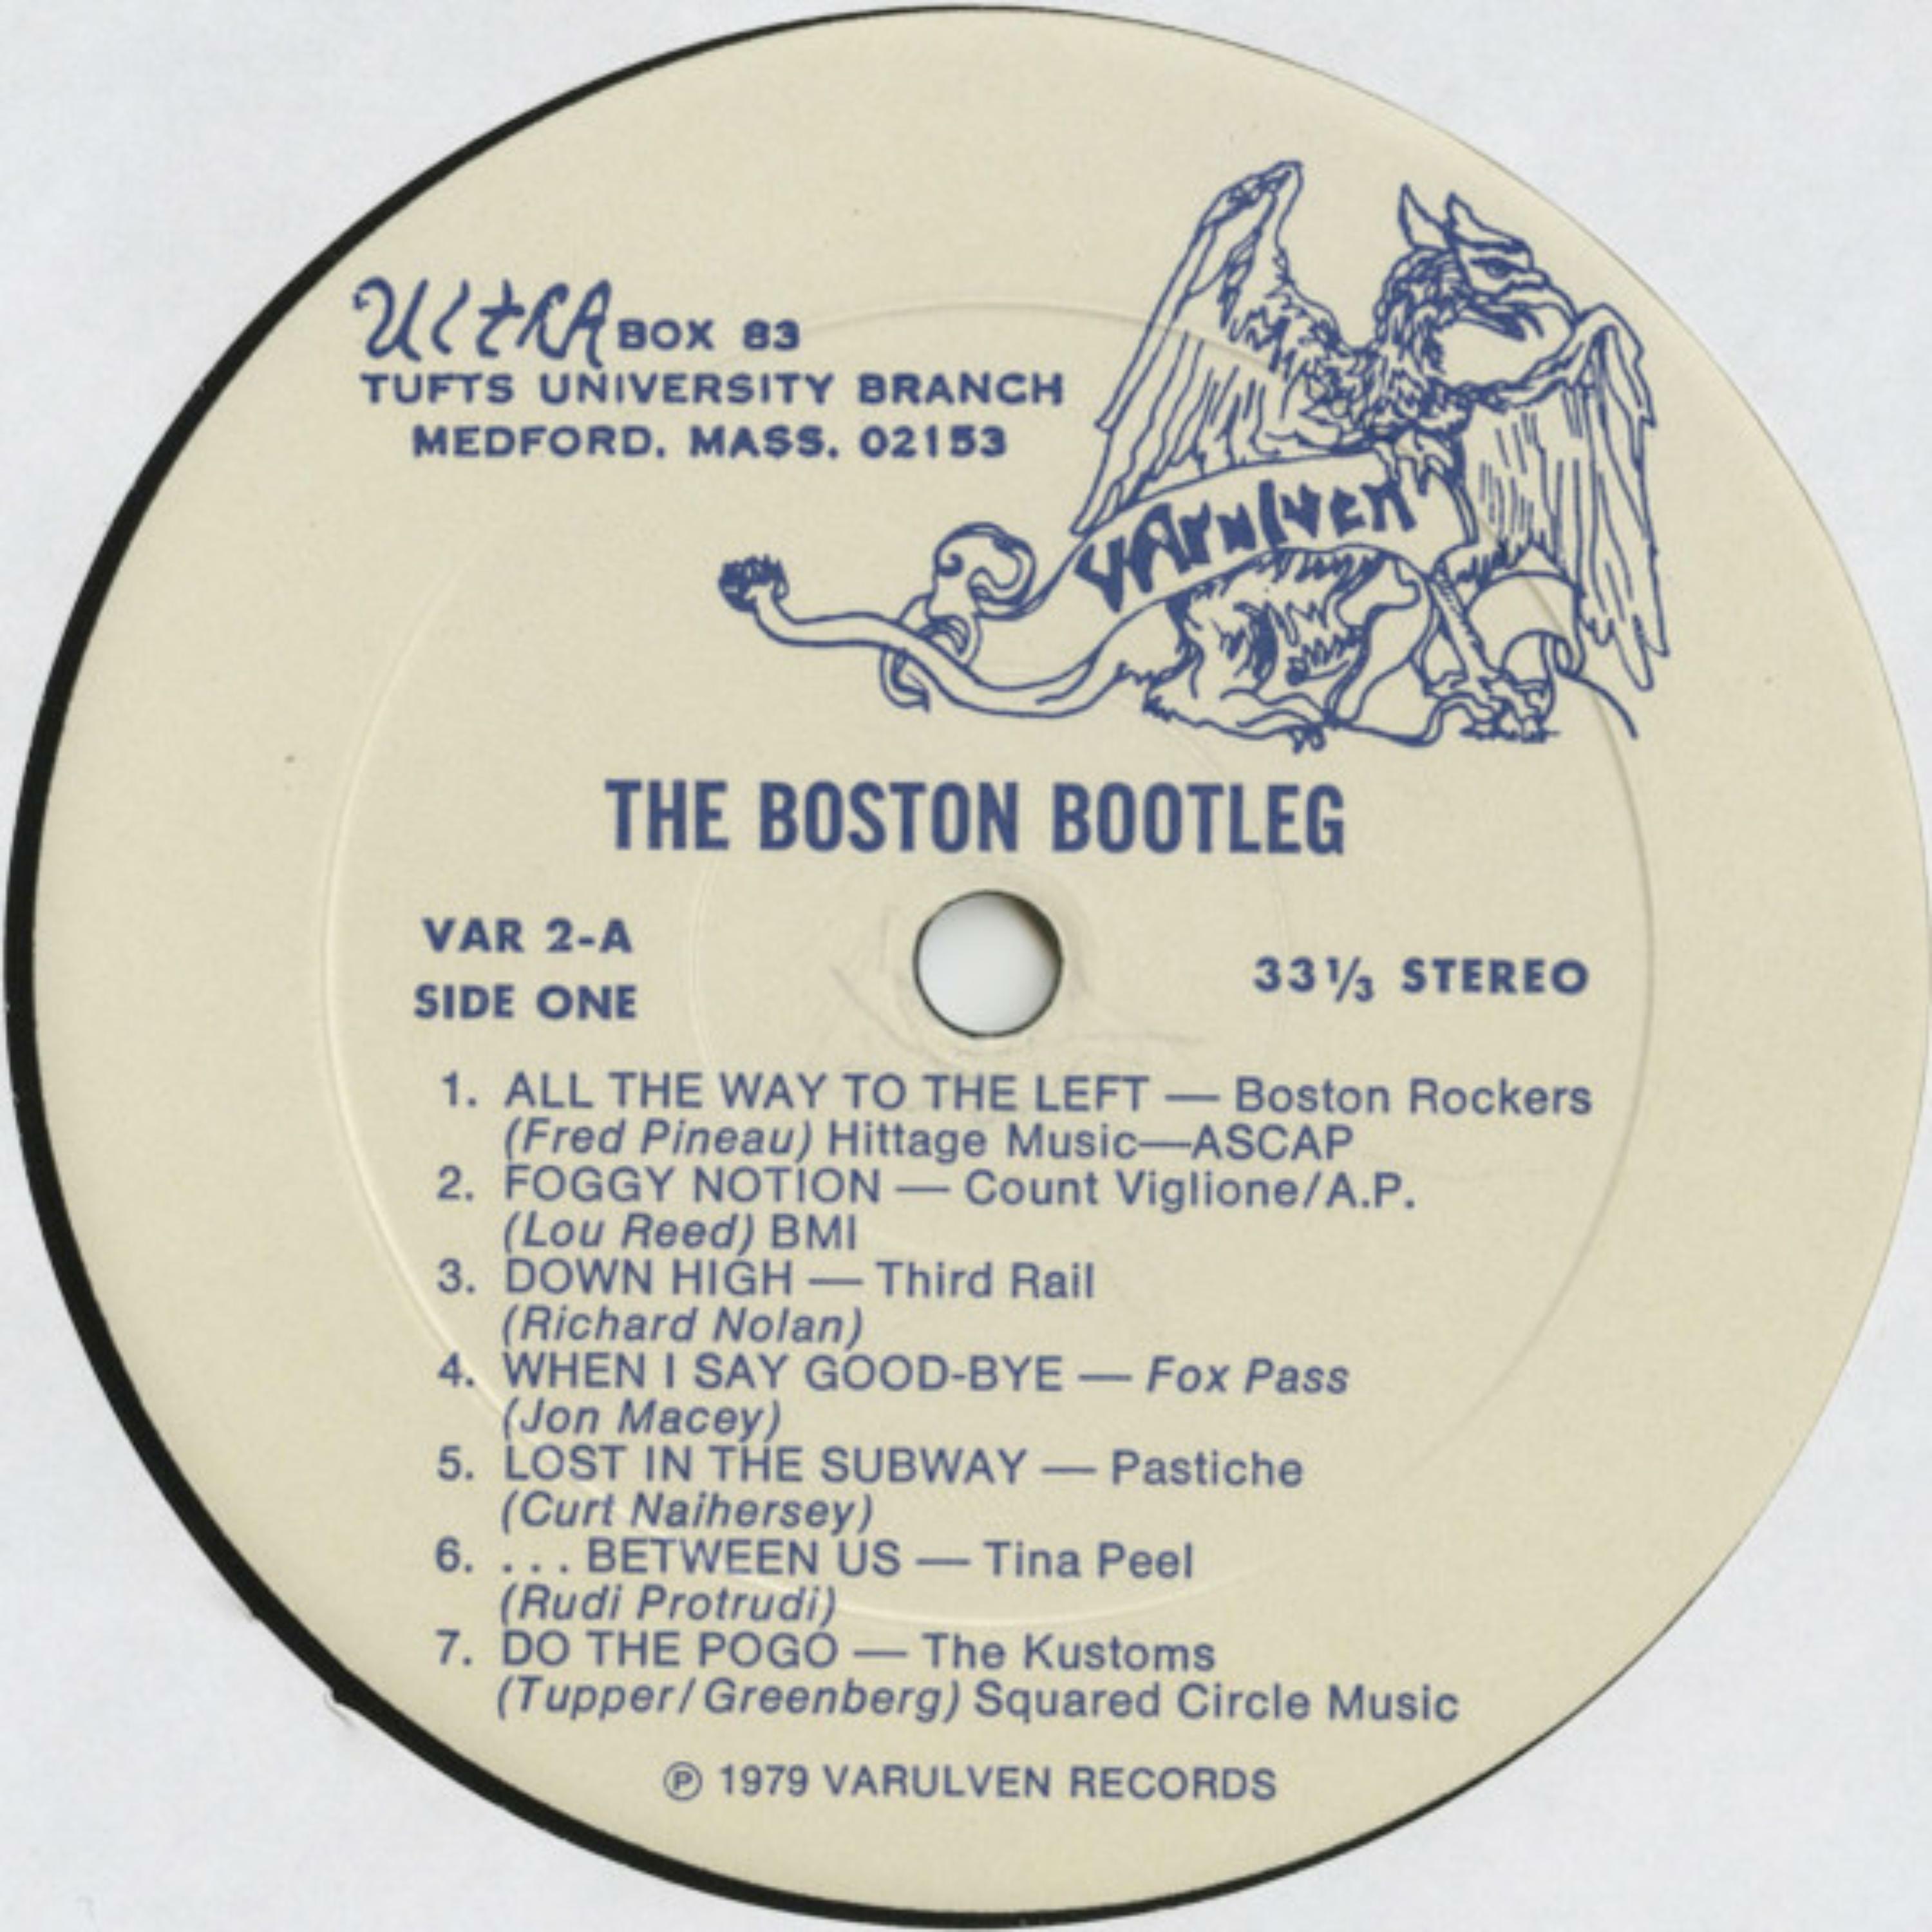 Ultra BOX 83
TUFTS UNIVERSITY BRANCH
MEDFORD, MASS. 02153
VArulven
THE BOSTON BOOTLEG
VAR 2-A
SIDE ONE
33⅓ STEREO
1. ALL THE WAY TO THE LEFT — Boston Rockers
(Fred Pineau) Hittage Music—ASCAP
2. FOGGY NOTION — Count Viglione/A.P.
(Lou Reed) BMI
3. DOWN HIGH — Third Rail
(Richard Nolan)
4. WHEN I SAY GOOD-BYE — Fox Pass
(Jon Macey)
5. LOST IN THE SUBWAY — Pastiche
(Curt Naihersey)
6. . . . BETWEEN US — Tina Peel
(Rudi Protrudi)
7. DO THE POGO — The Kustoms
(Tupper/Greenberg) Squared Circle Music
℗ 1979 VARULVEN RECORDS